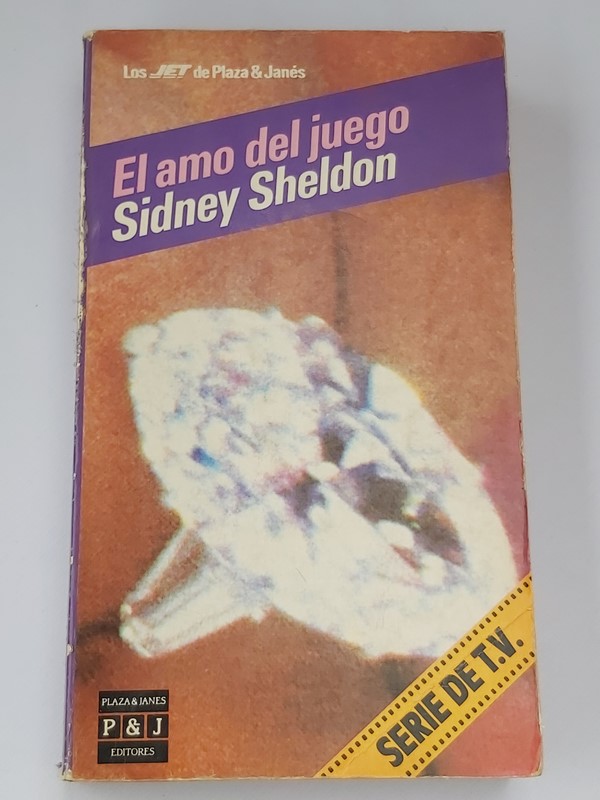 Los JET de Plaza & Janés
El amo del juego
Sidney Sheldon
SERIE DE T.V.
PLAZA & JANES
P & J
EDITORES